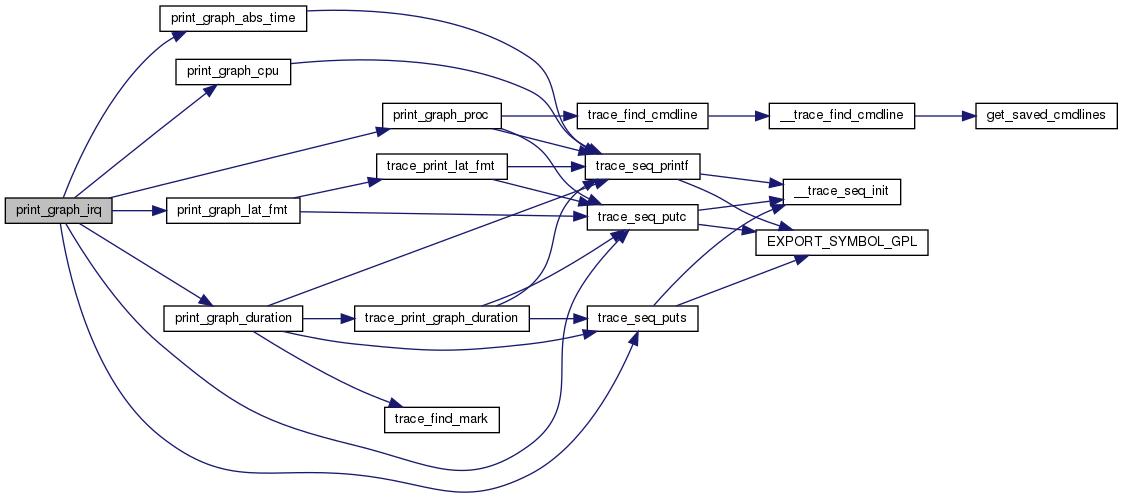 print_graph_abs_time
print_graph_cpu
print_graph_proc
trace_find_cmdline
__trace_find_cmdline
get_saved_cmdlines
trace_print_lat_fmt
trace_seq_printf
__trace_seq_init
print_graph_irq
print_graph_lat_fmt
trace_seq_putc
EXPORT_SYMBOL_GPL
print_graph_duration
trace_print_graph_duration
trace_seq_puts
trace_find_mark